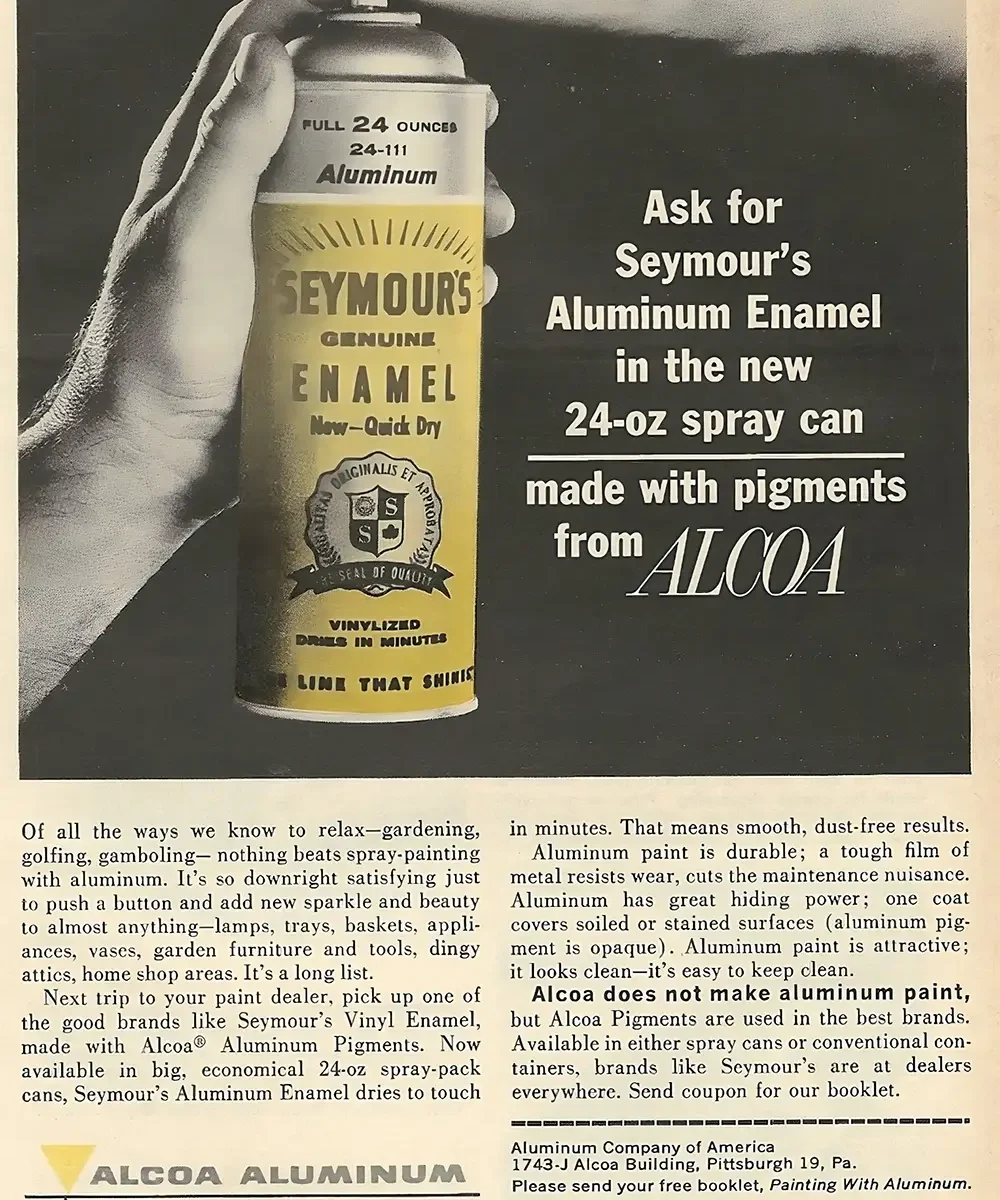 FULL 24 OUNCES
24-111
Aluminum
SEYMOUR'S
GENUINE
ENAMEL
New—Quick Dry
QUALITAS ORIGINALIS ET APPROBATAM
S
S
SEAL OF QUALITY
VINYLIZED
DRIES IN MINUTES
LINE THAT SHINES
Ask for
Seymour's
Aluminum Enamel
in the new
24-oz spray can
made with pigments
from ALCOA
Of all the ways we know to relax—gardening,
golfing, gamboling— nothing beats spray-painting
with aluminum. It's so downright satisfying just
to push a button and add new sparkle and beauty
to almost anything—lamps, trays, baskets, appli-
ances, vases, garden furniture and tools, dingy
attics, home shop areas. It's a long list.
Next trip to your paint dealer, pick up one of
the good brands like Seymour's Vinyl Enamel,
made with Alcoa® Aluminum Pigments. Now
available in big, economical 24-oz spray-pack
cans, Seymour's Aluminum Enamel dries to touch
in minutes. That means smooth, dust-free results.
Aluminum paint is durable; a tough film of
metal resists wear, cuts the maintenance nuisance.
Aluminum has great hiding power; one coat
covers soiled or stained surfaces (aluminum pig-
ment is opaque). Aluminum paint is attractive;
it looks clean—it's easy to keep clean.
Alcoa does not make aluminum paint,
but Alcoa Pigments are used in the best brands.
Available in either spray cans or conventional con-
tainers, brands like Seymour's are at dealers
everywhere. Send coupon for our booklet.
ALCOA ALUMINUM
Aluminum Company of America
1743-J Alcoa Building, Pittsburgh 19, Pa.
Please send your free booklet, Painting With Aluminum.